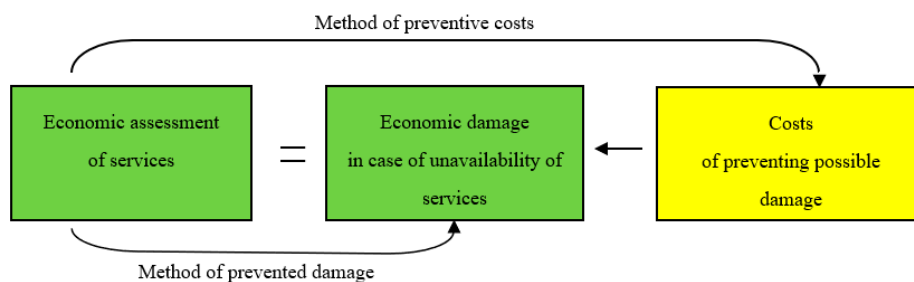 Method of preventive costs
Economic assessment
of services
=
Economic damage
in case of unavailability of
services
Costs
of preventing possible
damage
Method of prevented damage